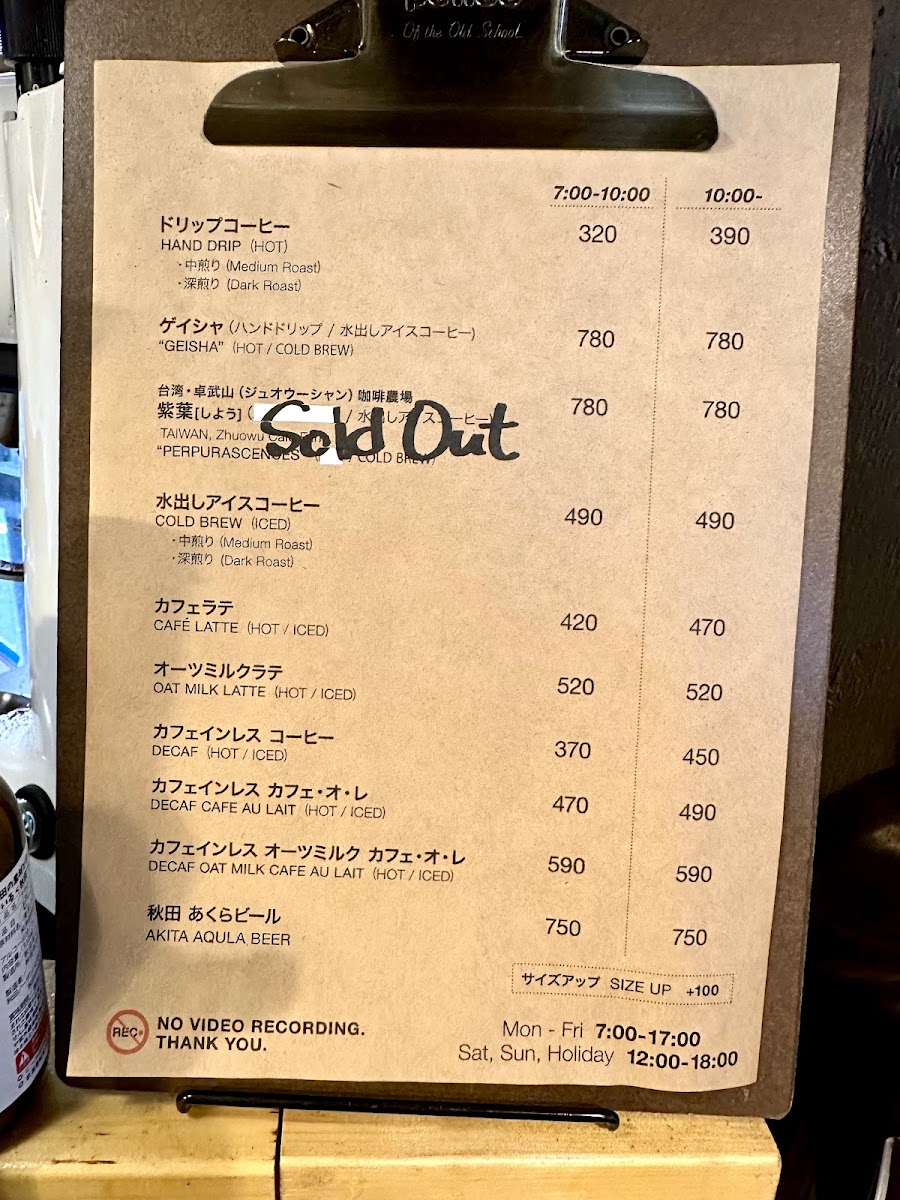 Of the Old School
7:00-10:00 10:00-
ドリップコーヒー 320 390
HAND DRIP (HOT)
・中煎り (Medium Roast)
・深煎り (Dark Roast)
ゲイシャ (ハンドドリップ / 水出しアイスコーヒー) 780 780
“GEISHA” (HOT / COLD BREW)
台湾・卓武山 (ジュオウーシャン) 咖啡農場 780 780
紫葉[しよう] ( / 水出しアイスコーヒー
Sold Out
TAIWAN, Zhuowu
“PERPURASCENCES / COLD BREW)
水出しアイスコーヒー 490 490
COLD BREW (ICED)
・中煎り (Medium Roast)
・深煎り (Dark Roast)
カフェラテ 420 470
CAFÉ LATTE (HOT / ICED)
オーツミルクラテ 520 520
OAT MILK LATTE (HOT / ICED)
カフェインレス コーヒー 370 450
DECAF (HOT / ICED)
カフェインレス カフェ・オ・レ 470 490
DECAF CAFE AU LAIT (HOT / ICED)
カフェインレス オーツミルク カフェ・オ・レ 590 590
DECAF OAT MILK CAFE AU LAIT (HOT / ICED)
秋田 あくらビール 750 750
AKITA AQULA BEER
サイズアップ SIZE UP +100
REC
NO VIDEO RECORDING.
THANK YOU.
Mon - Fri 7:00-17:00
Sat, Sun, Holiday 12:00-18:00